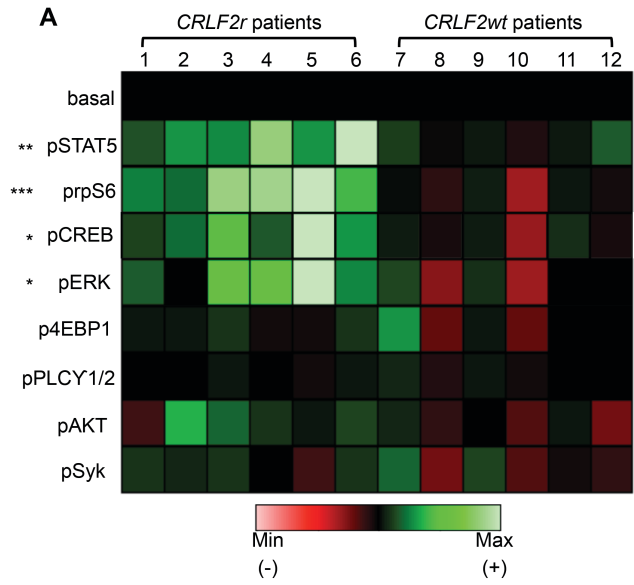 A
CRLF2r patients CRLF2wt patients
1 2 3 4 5 6 7 8 9 10 11 12
basal
** pSTAT5
*** prpS6
* pCREB
* pERK
p4EBP1
pPLCY1/2
pAKT
pSyk
Min Max
(-) (+)